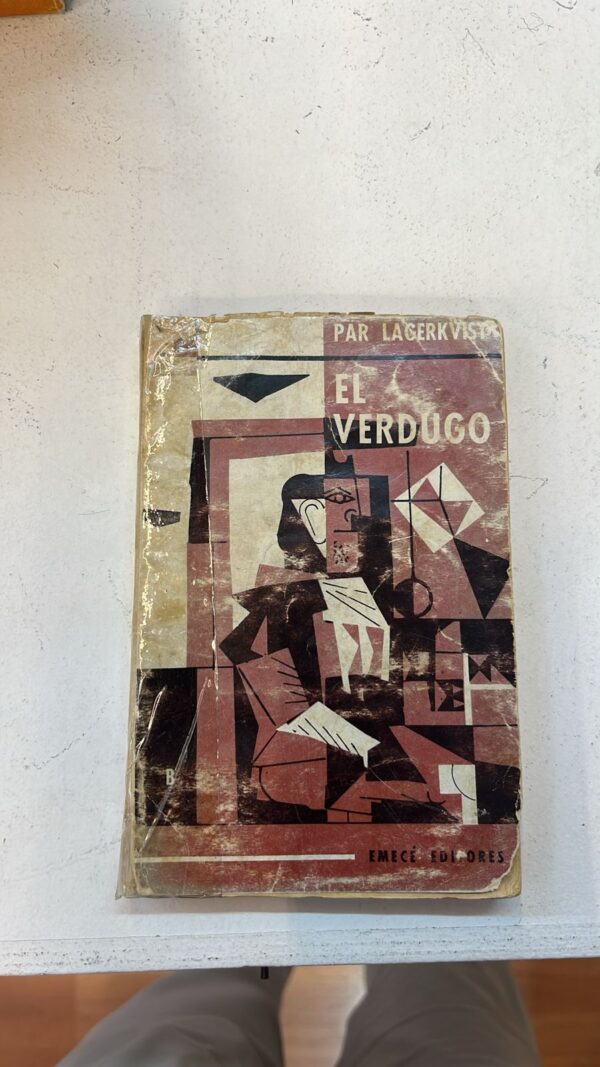 PAR LAGERKVIST
EL
VERDUGO
B
EMECÉ EDITORES